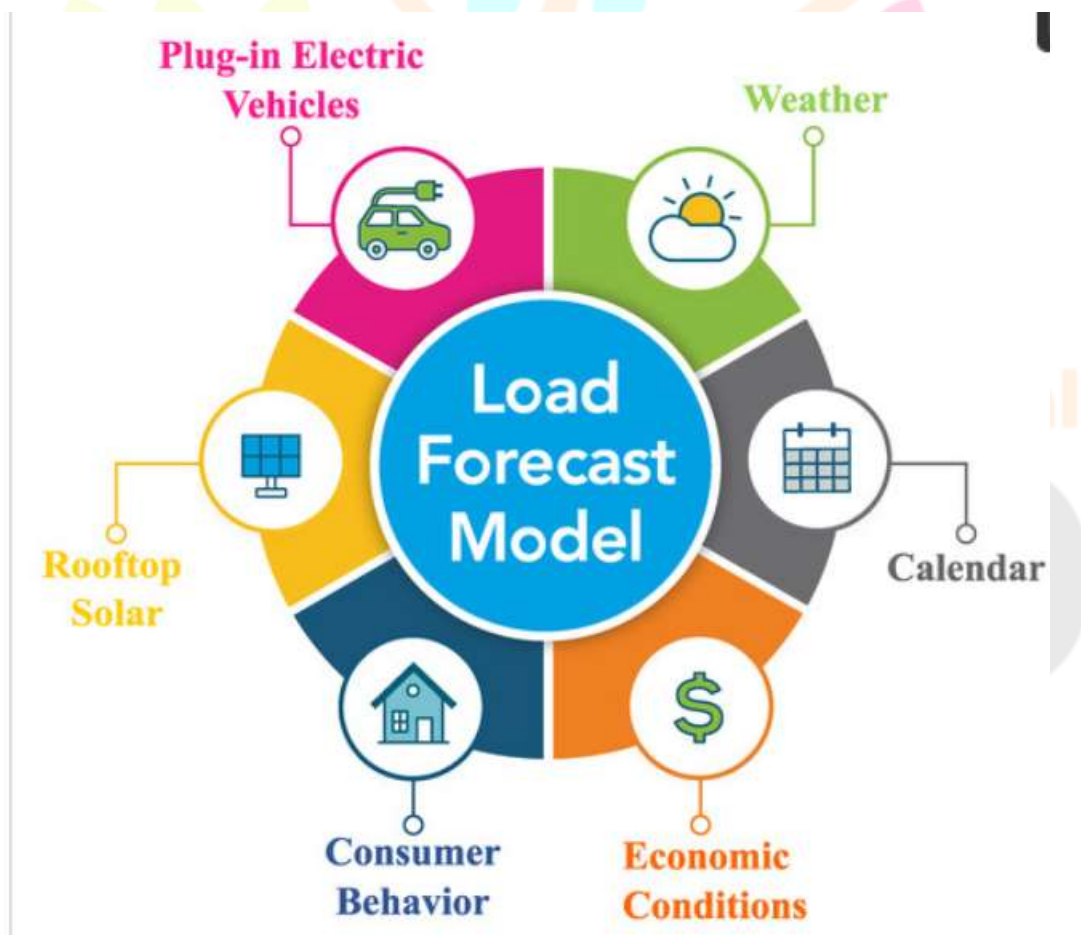 Plug-in Electric
Vehicles
Weather
Load
Forecast
Model
Rooftop
Solar
Calendar
$
Consumer
Behavior
Economic
Conditions